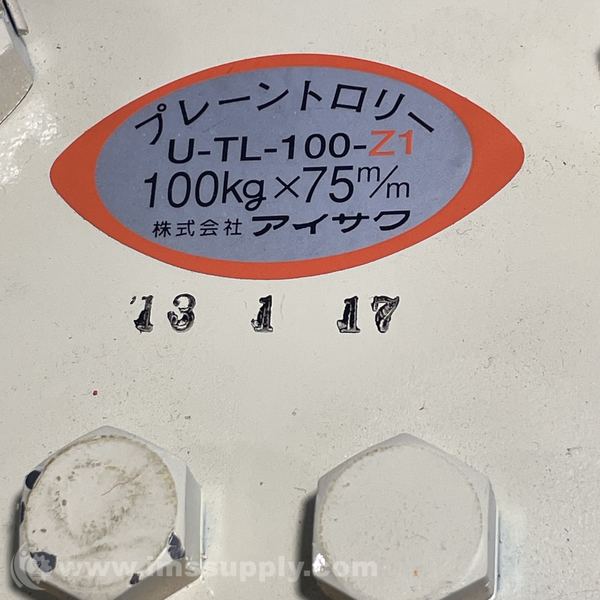 プレーントロリー
U-TL-100-Z1
100kg×75m/m
株式会社 アイサク
'13 1 17
www.imssupply.com